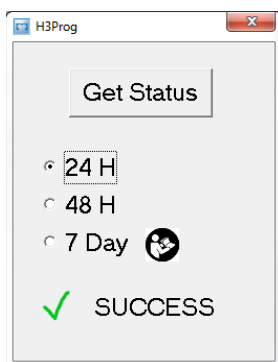 H3Prog
Get Status
24 H
48 H
7 Day
SUCCESS